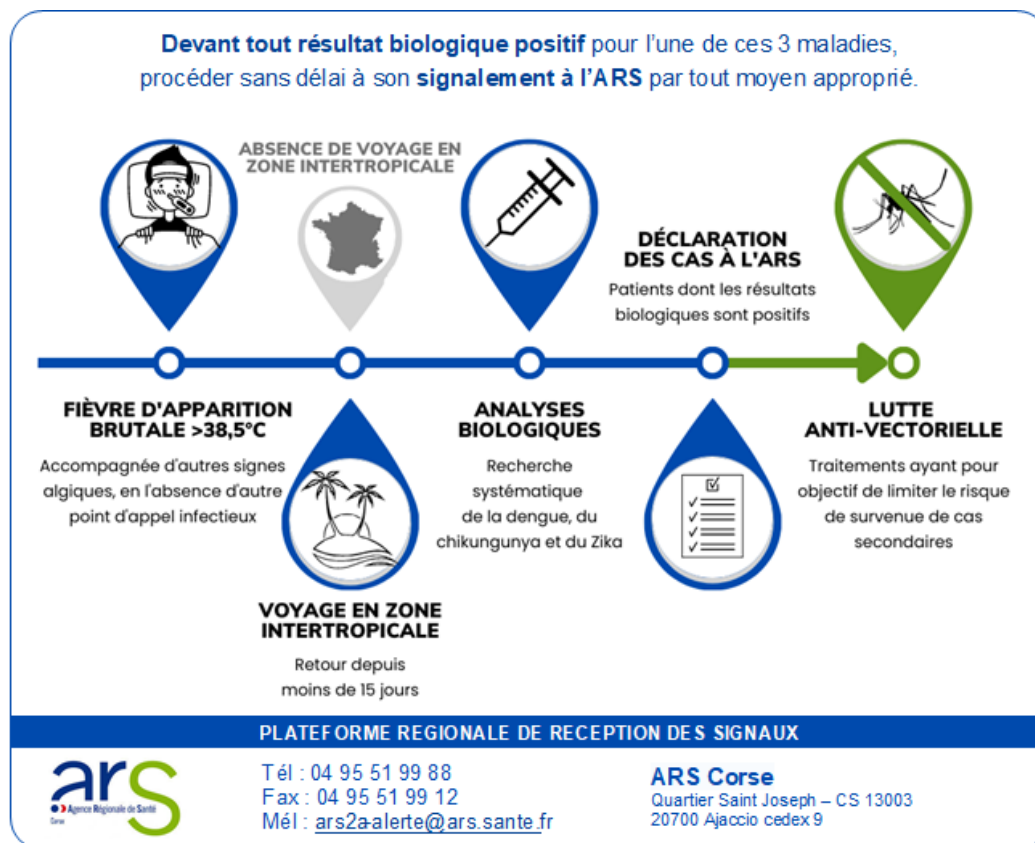 Devant tout résultat biologique positif pour l'une de ces 3 maladies,
procéder sans délai à son signalement à l'ARS par tout moyen approprié.
ABSENCE DE VOYAGE EN
ZONE INTERTROPICALE
DÉCLARATION
DES CAS À L'ARS
Patients dont les résultats
biologiques sont positifs
FIÈVRE D'APPARITION
BRUTALE >38,5°C
Accompagnée d'autres signes
algiques, en l'absence d'autre
point d'appel infectieux
ANALYSES
BIOLOGIQUES
Recherche
systématique
de la dengue, du
chikungunya et du Zika
LUTTE
ANTI-VECTORIELLE
Traitements ayant pour
objectif de limiter le risque
de survenue de cas
secondaires
VOYAGE EN ZONE
INTERTROPICALE
Retour depuis
moins de 15 jours
PLATEFORME REGIONALE DE RECEPTION DES SIGNAUX
ars
Agence Régionale de Santé
Corse
Tél : 04 95 51 99 88
Fax : 04 95 51 99 12
Mél : ars2a-alerte@ars.sante.fr
ARS Corse
Quartier Saint Joseph – CS 13003
20700 Ajaccio cedex 9